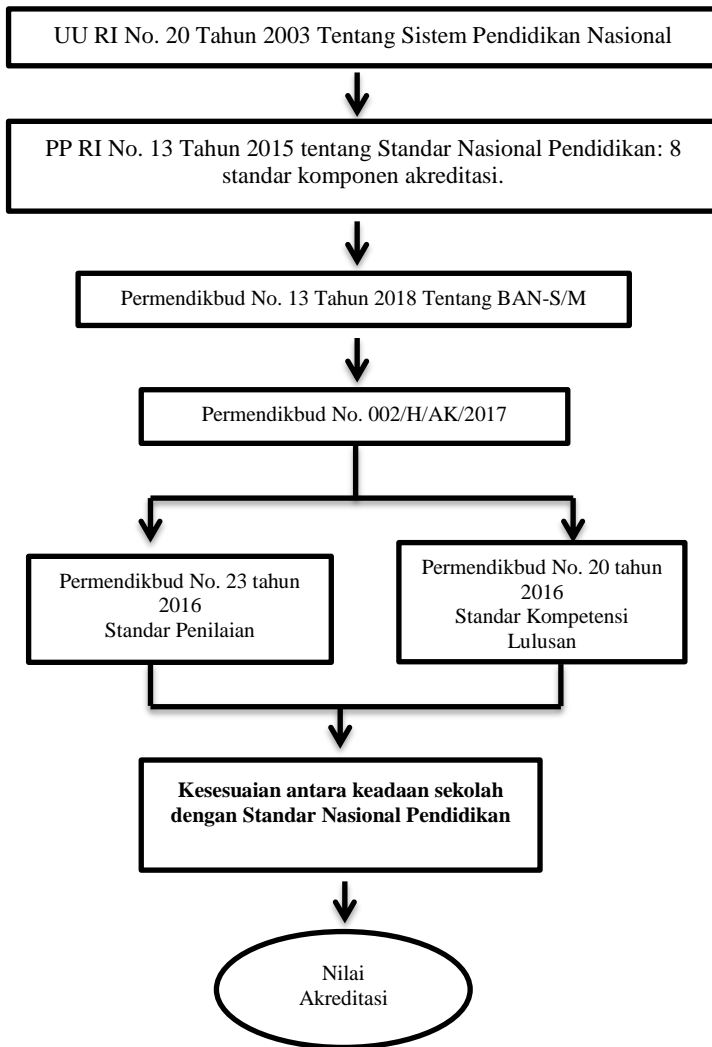 UU RI No. 20 Tahun 2003 Tentang Sistem Pendidikan Nasional
PP RI No. 13 Tahun 2015 tentang Standar Nasional Pendidikan: 8
standar komponen akreditasi.
Permendikbud No. 13 Tahun 2018 Tentang BAN-S/M
Permendikbud No. 002/H/AK/2017
Permendikbud No. 23 tahun
2016
Standar Penilaian
Permendikbud No. 20 tahun
2016
Standar Kompetensi
Lulusan
Kesesuaian antara keadaan sekolah
dengan Standar Nasional Pendidikan
Nilai
Akreditasi